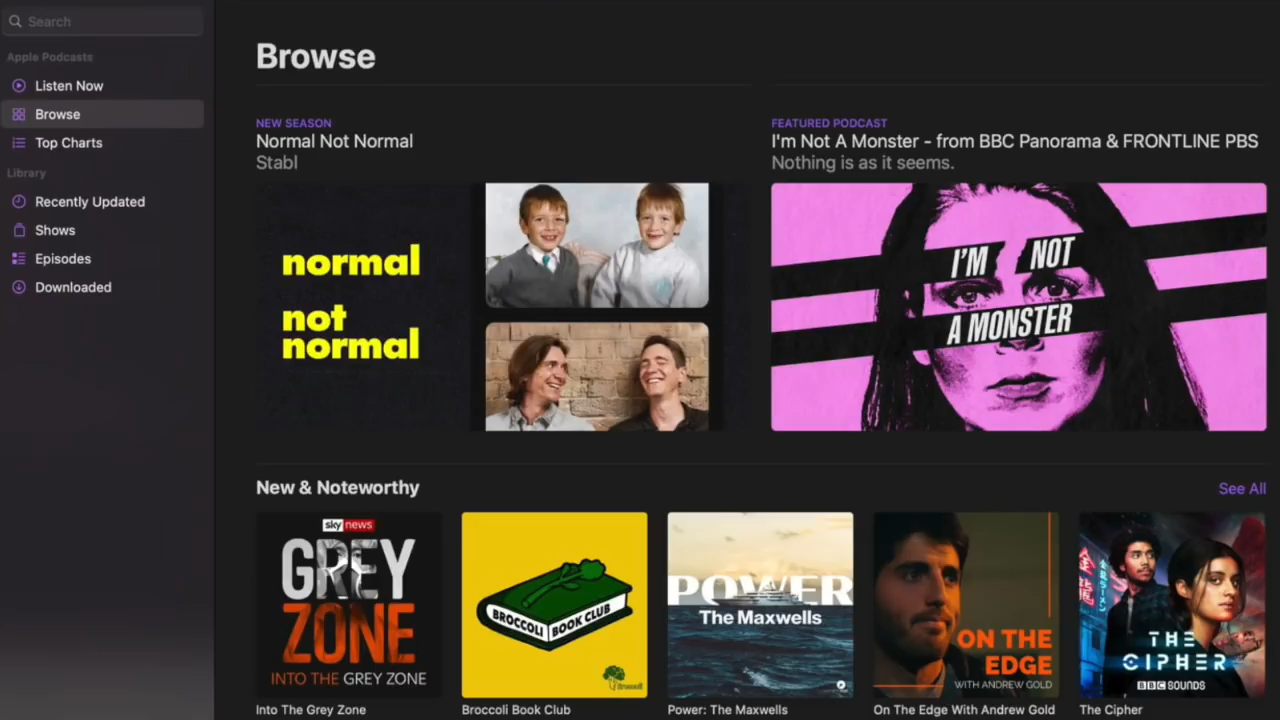 Search
Apple Podcasts
Listen Now
Browse
Top Charts
Library
Recently Updated
Shows
Episodes
Downloaded
Browse
NEW SEASON
Normal Not Normal
Stabl
normal
not
normal
FEATURED PODCAST
I'm Not A Monster - from BBC Panorama & FRONTLINE PBS
Nothing is as it seems.
I'M NOT
A MONSTER
New & Noteworthy
See All
sky news
GREY
ZONE
INTO THE GREY ZONE
Into The Grey Zone
BROCCOLI BOOK CLUB
Broccoli
Broccoli Book Club
POWER
The Maxwells
Power: The Maxwells
ON THE
EDGE
WITH ANDREW GOLD
On The Edge With Andrew Gold
THE
CIPHER
BBC SOUNDS
The Cipher